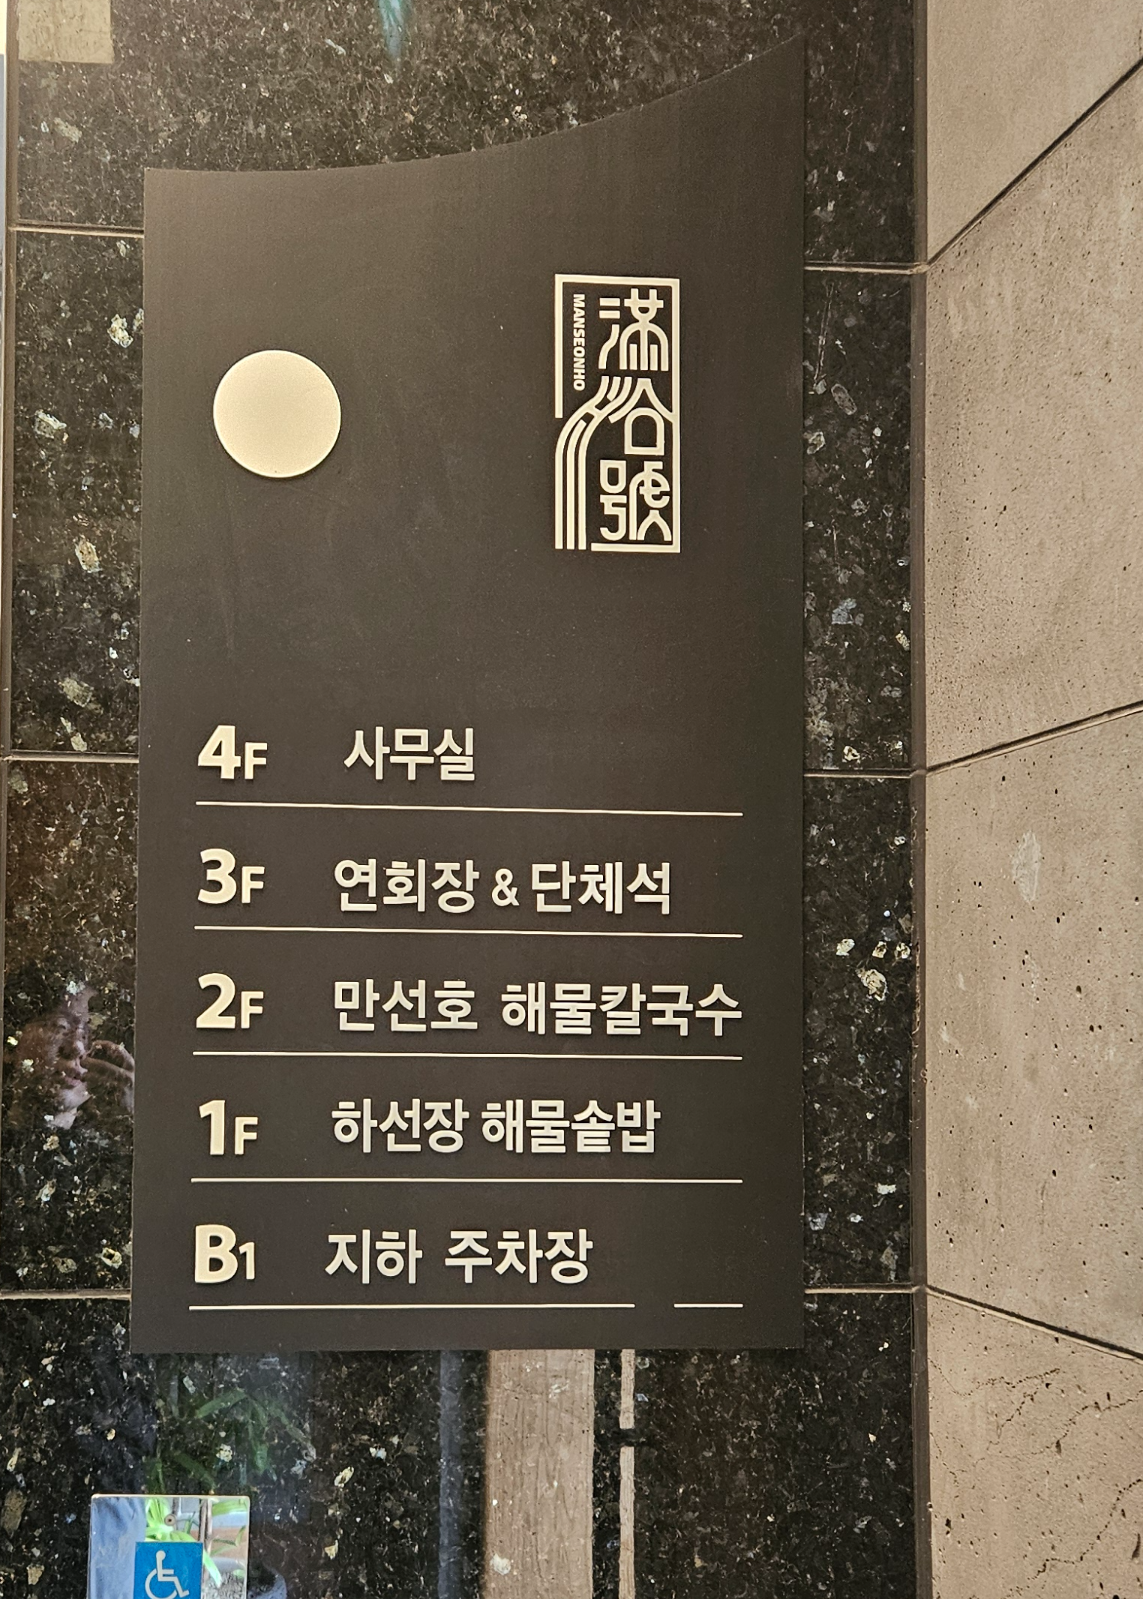 滿船號
MANSEONHO
4F 사무실
3F 연회장 & 단체석
2F 만선호 해물칼국수
1F 하선장 해물솥밥
B1 지하 주차장